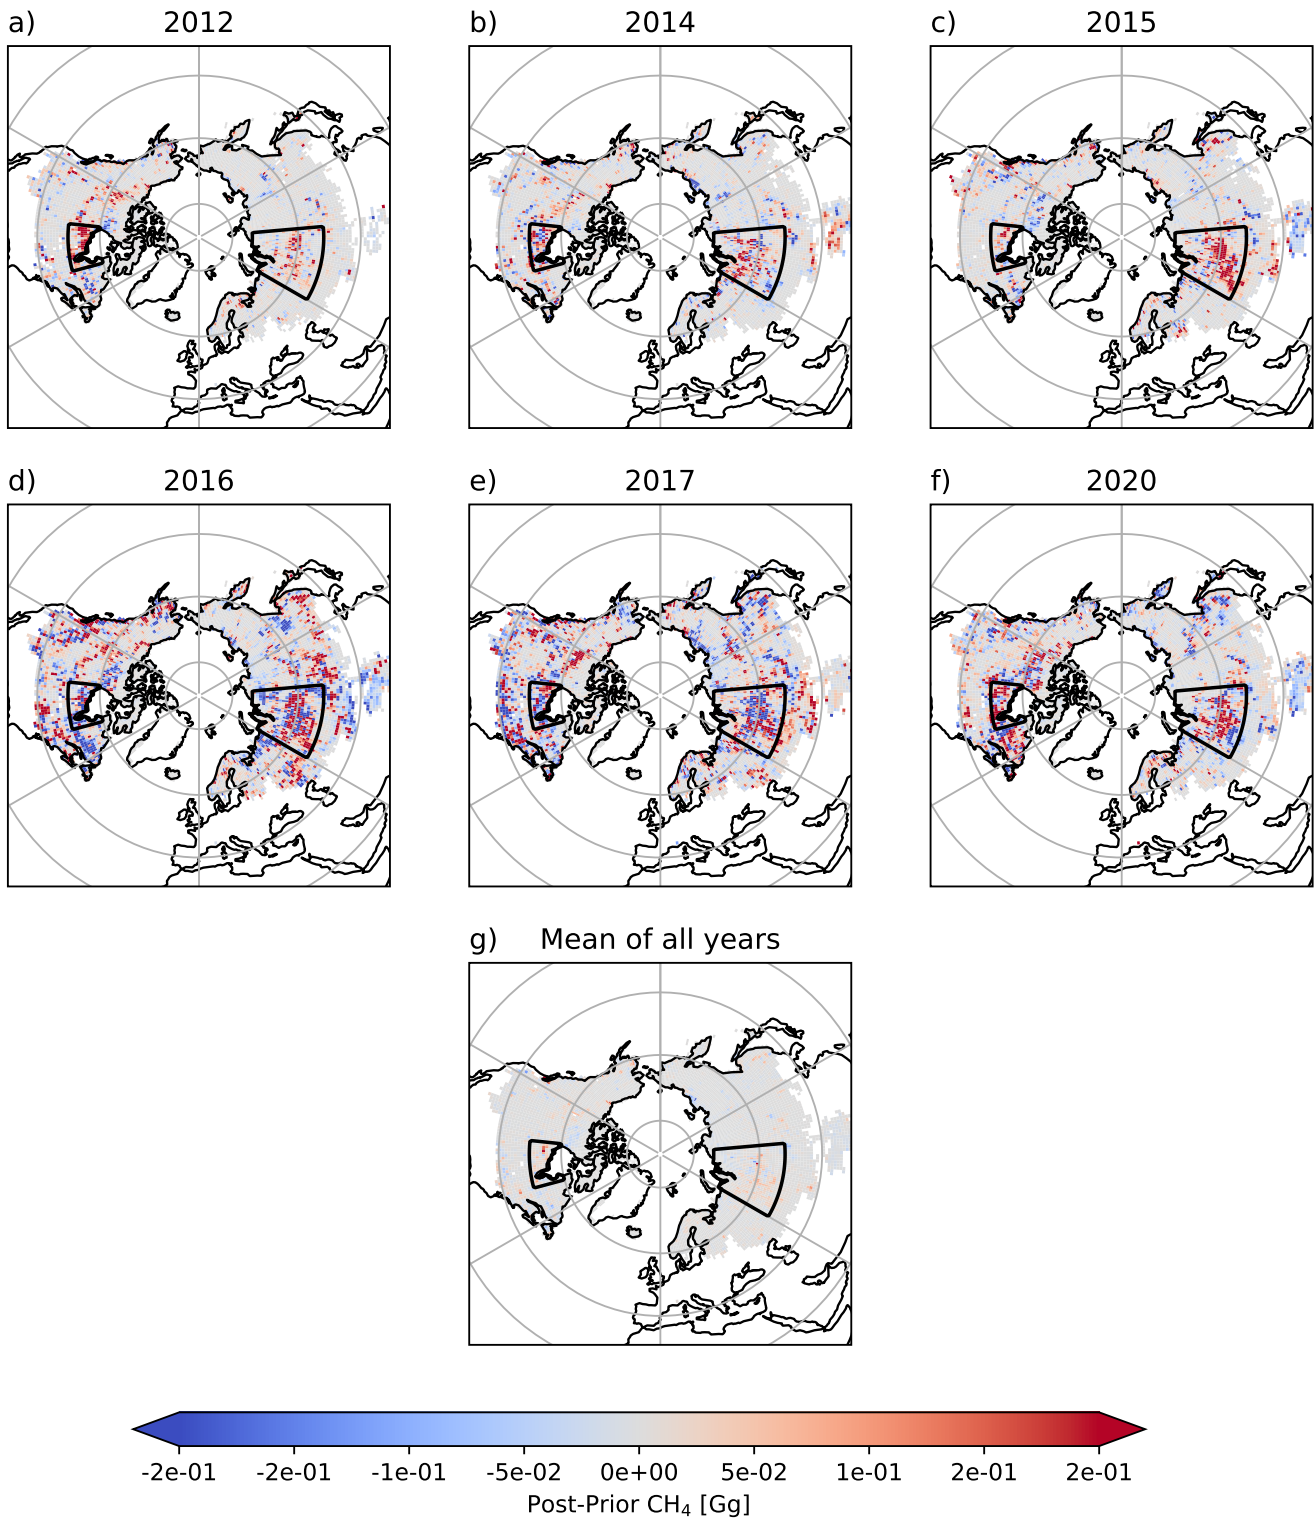 a) 2012
b) 2014
c) 2015
d) 2016
e) 2017
f) 2020
g) Mean of all years
-2e-01 -2e-01 -1e-01 -5e-02 0e+00 5e-02 1e-01 2e-01 2e-01
Post-Prior CH₄ [Gg]